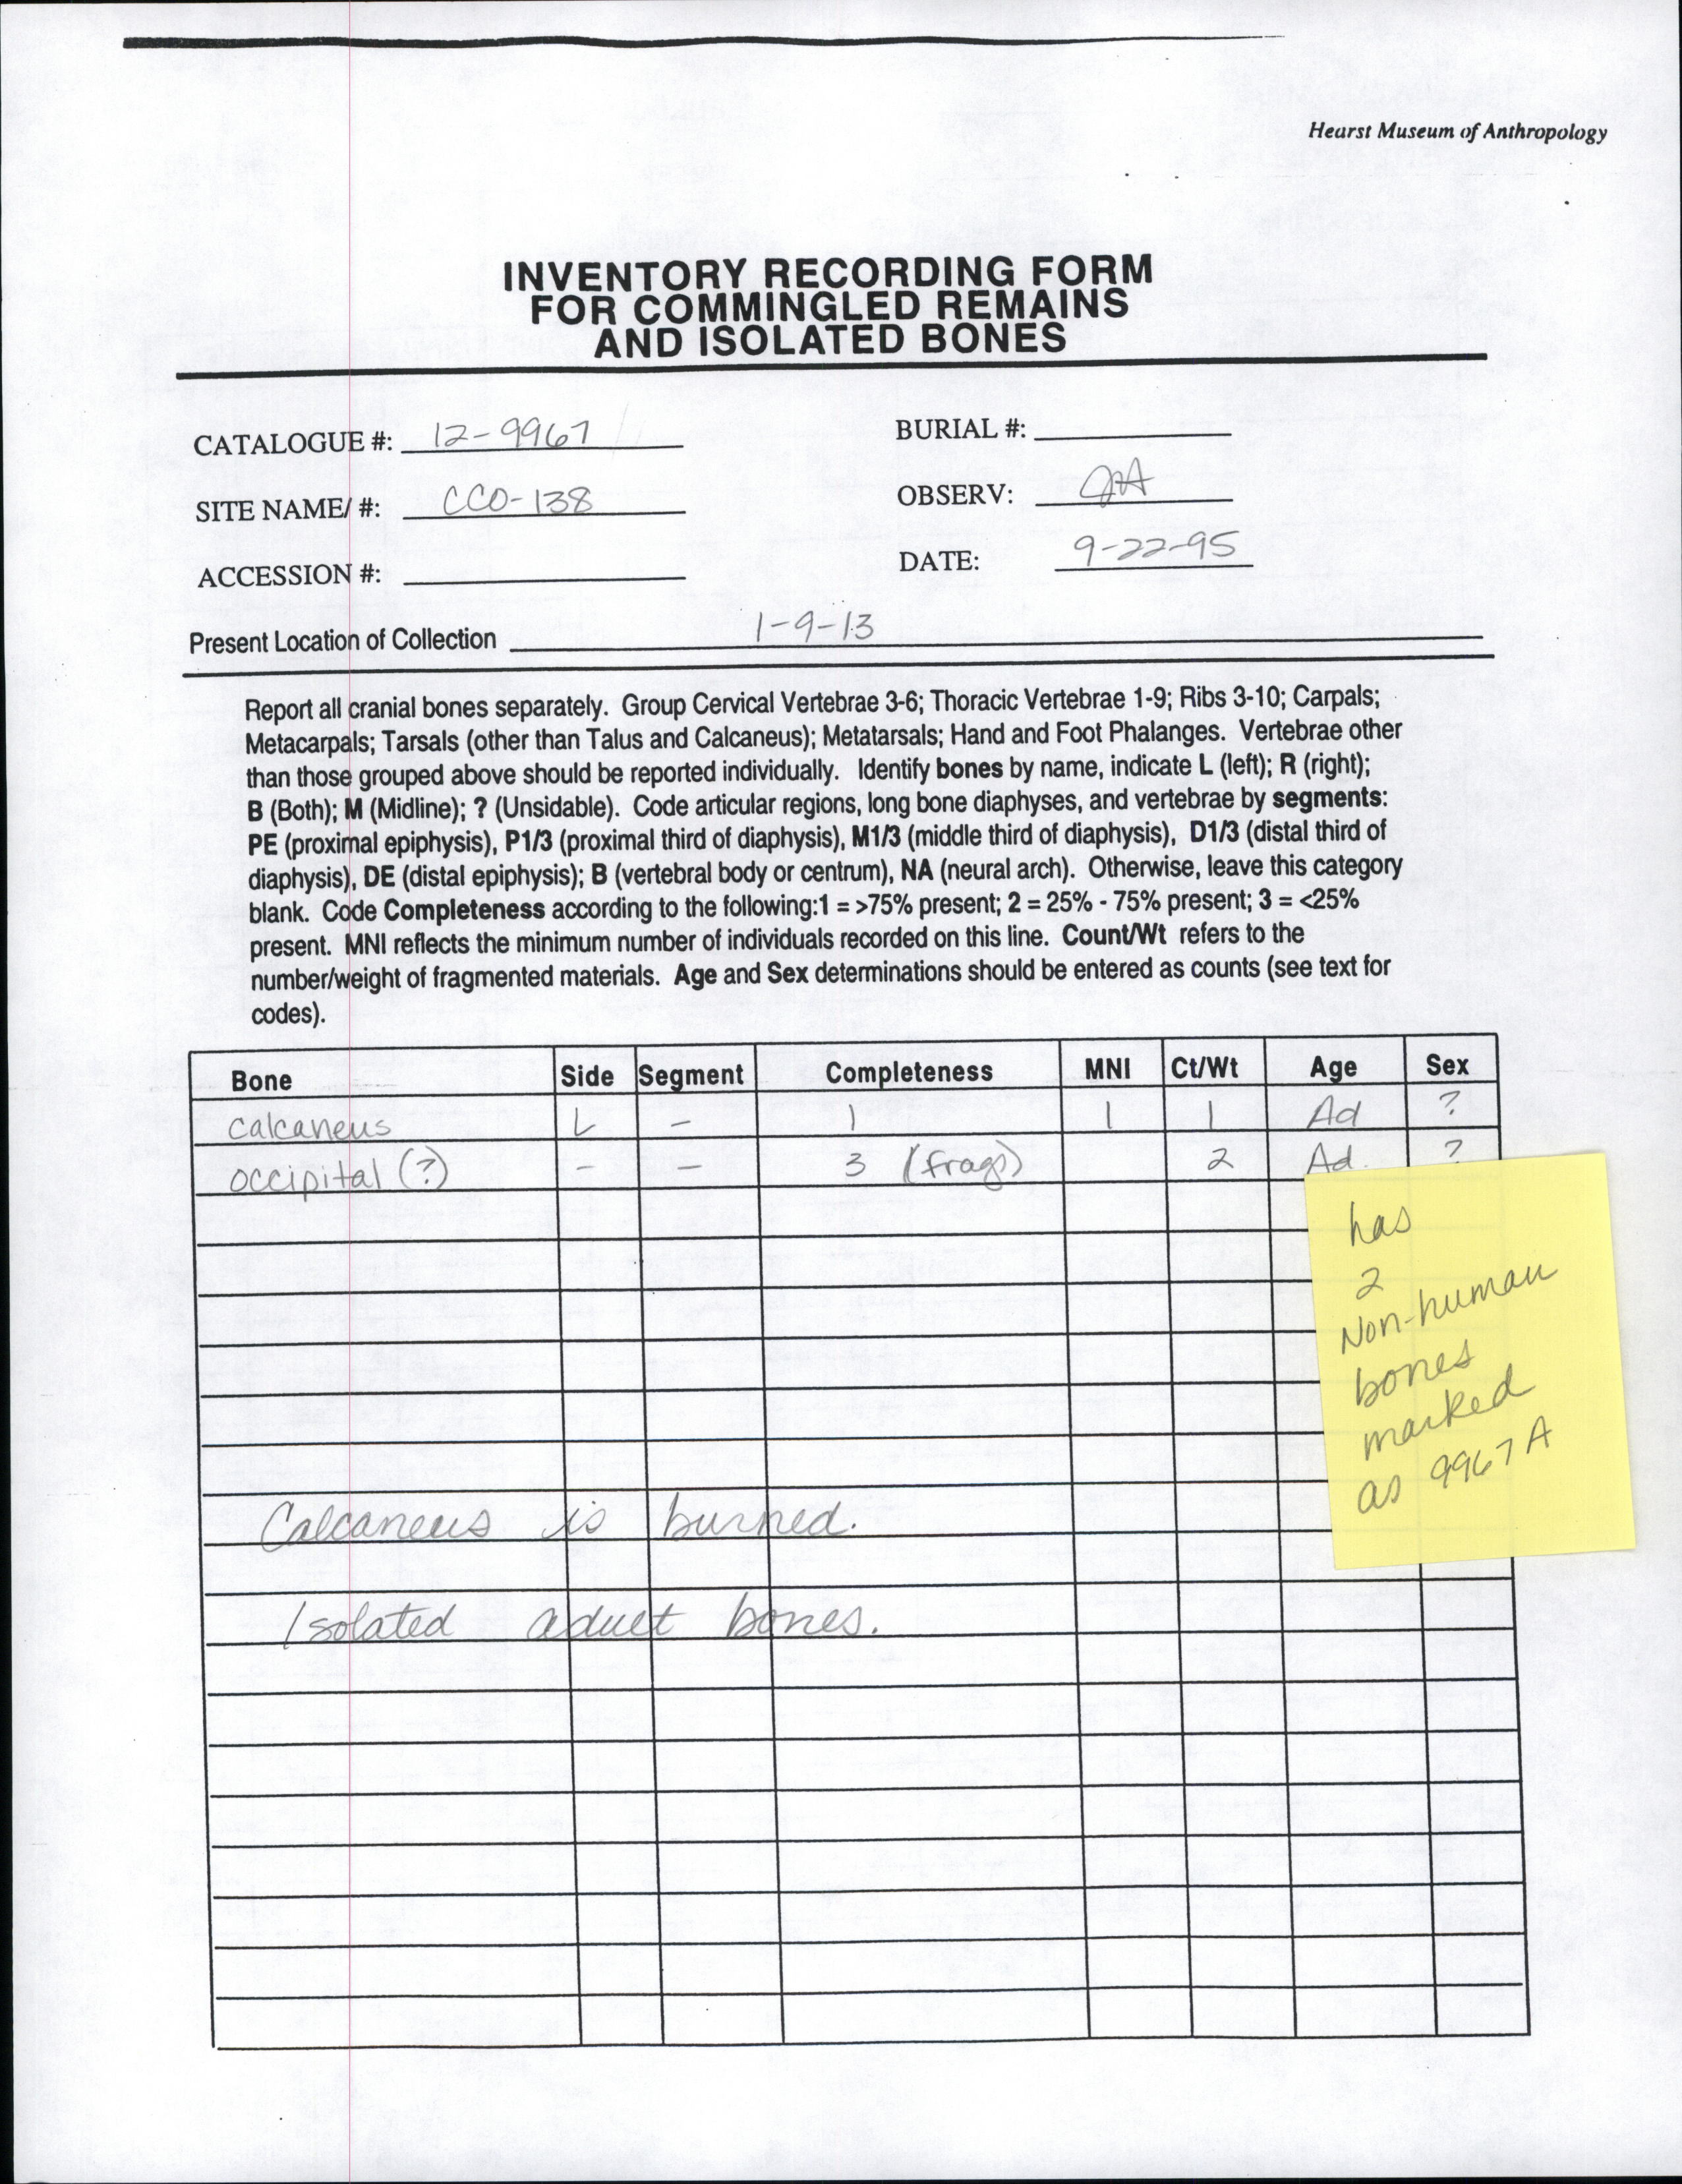 Hearst Museum of Anthropology
INVENTORY RECORDING FORM
FOR COMMINGLED REMAINS
AND ISOLATED BONES
CATALOGUE #: 12-9967
BURIAL #:
SITE NAME/ #: CCO-138
OBSERV: JA
ACCESSION #:
DATE: 9-22-95
Present Location of Collection 1-9-13
Report all cranial bones separately. Group Cervical Vertebrae 3-6; Thoracic Vertebrae 1-9; Ribs 3-10; Carpals;
Metacarpals; Tarsals (other than Talus and Calcaneus); Metatarsals; Hand and Foot Phalanges. Vertebrae other
than those grouped above should be reported individually. Identify bones by name, indicate L (left); R (right);
B (Both); M (Midline); ? (Unsidable). Code articular regions, long bone diaphyses, and vertebrae by segments:
PE (proximal epiphysis), P1/3 (proximal third of diaphysis), M1/3 (middle third of diaphysis), D1/3 (distal third of
diaphysis), DE (distal epiphysis); B (vertebral body or centrum), NA (neural arch). Otherwise, leave this category
blank. Code Completeness according to the following:1 = >75% present; 2 = 25% - 75% present; 3 = <25%
present. MNI reflects the minimum number of individuals recorded on this line. Count/Wt refers to the
number/weight of fragmented materials. Age and Sex determinations should be entered as counts (see text for
codes).
Bone Side Segment Completeness MNI Ct/Wt Age Sex
calcaneus L - 1 1 1 Ad ?
occipital (?) - - 3 (frags) 2 Ad. ?
has
2
Non-human
bones
marked
as 9967A
Calcaneus is burned.
Isolated adult bones.